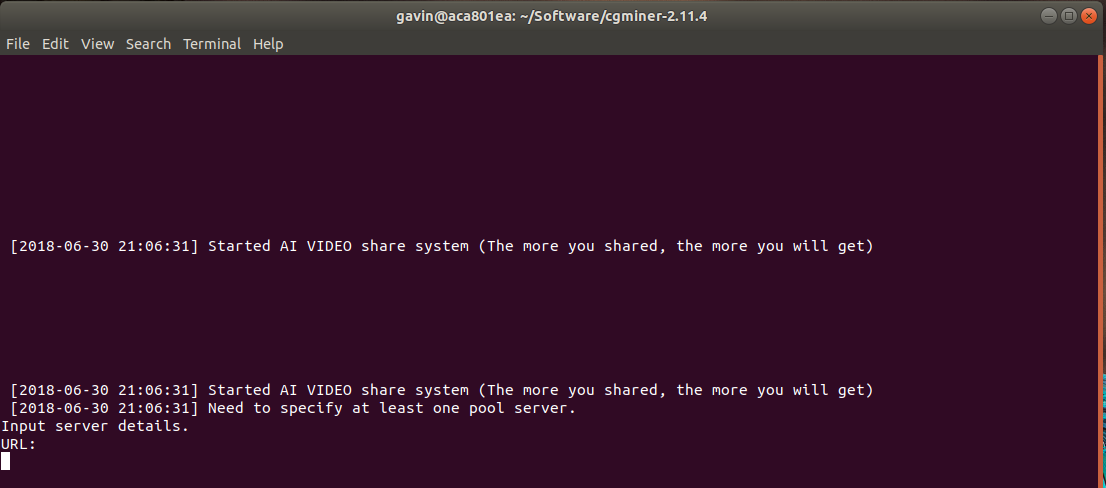 gavin@aca801ea: ~/Software/cgminer-2.11.4
File Edit View Search Terminal Help
[2018-06-30 21:06:31] Started AI VIDEO share system (The more you shared, the more you will get)
[2018-06-30 21:06:31] Started AI VIDEO share system (The more you shared, the more you will get)
[2018-06-30 21:06:31] Need to specify at least one pool server.
Input server details.
URL: